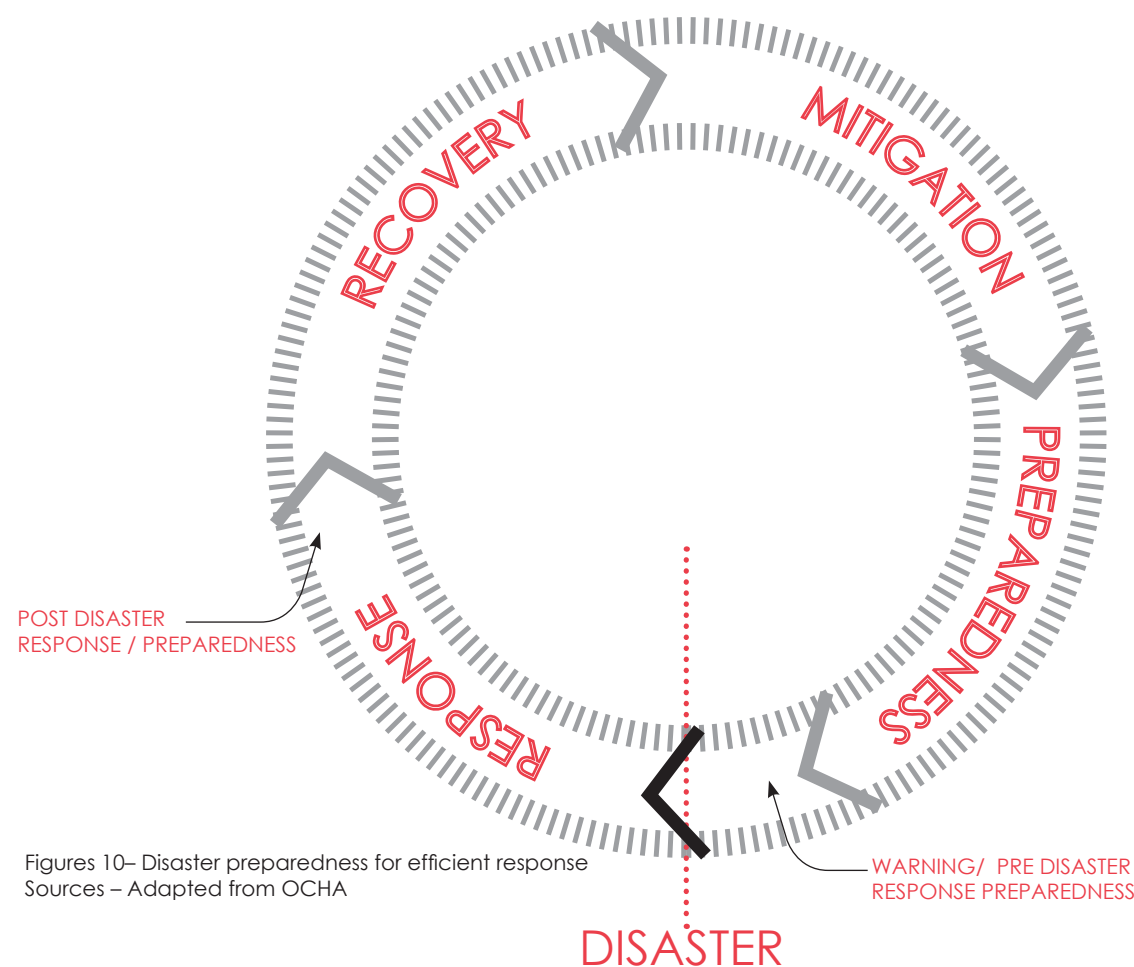 RECOVERY
MITIGATION
PREPAREDNESS
RESPONSE
POST DISASTER
RESPONSE / PREPAREDNESS
WARNING/ PRE DISASTER
RESPONSE PREPAREDNESS
Figures 10– Disaster preparedness for efficient response
Sources – Adapted from OCHA
DISASTER